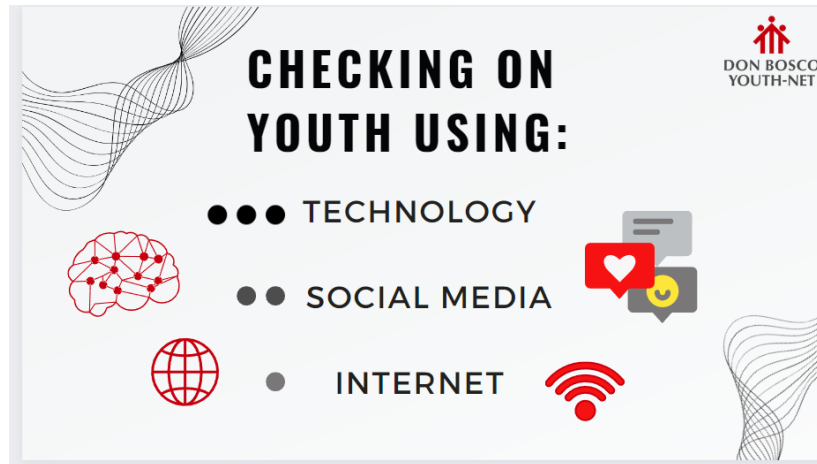 CHECKING ON
YOUTH USING:
DON BOSCO
YOUTH-NET
TECHNOLOGY
SOCIAL MEDIA
INTERNET